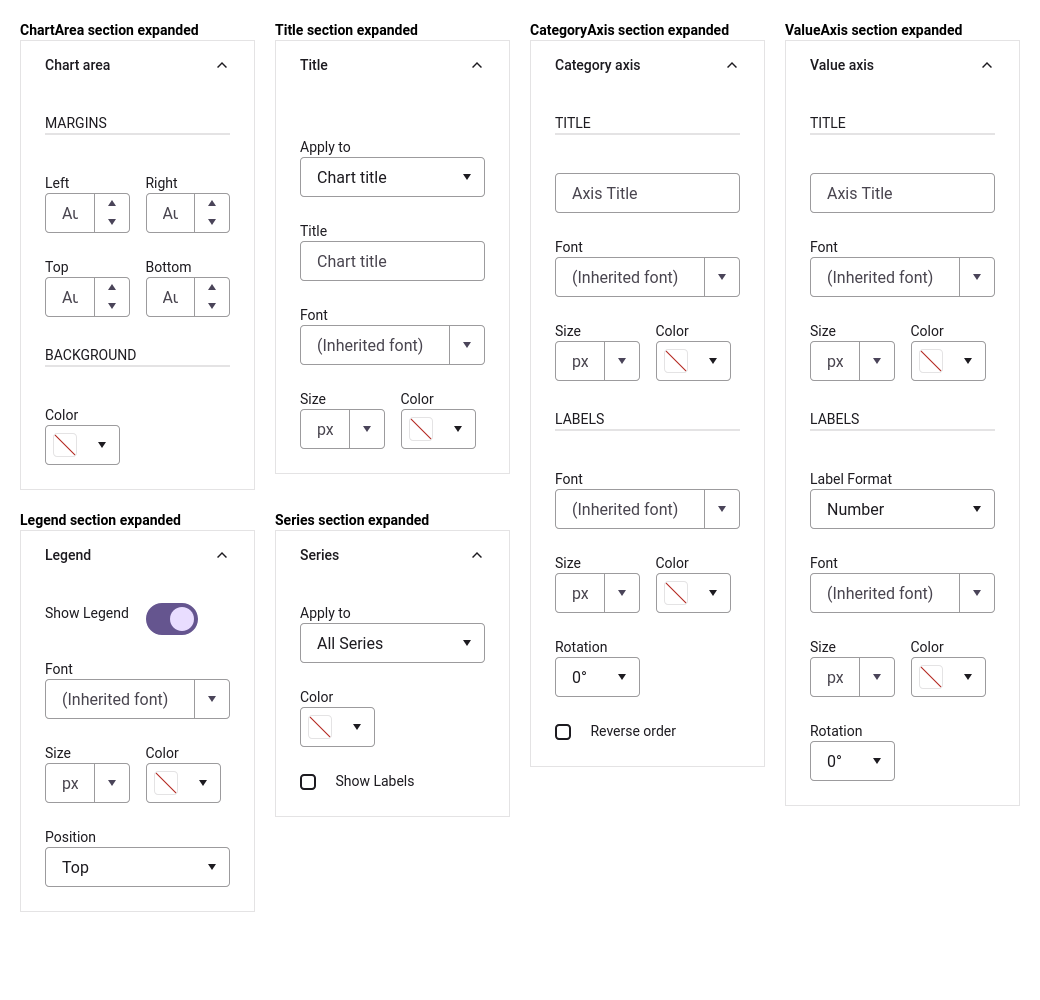 ChartArea section expanded
Chart area
MARGINS
Left Right
Au Au
Top Bottom
Au Au
BACKGROUND
Color
Title section expanded
Title
Apply to
Chart title
Title
Chart title
Font
(Inherited font)
Size Color
px
CategoryAxis section expanded
Category axis
TITLE
Axis Title
Font
(Inherited font)
Size Color
px
LABELS
Font
(Inherited font)
Size Color
px
Rotation
0°
Reverse order
ValueAxis section expanded
Value axis
TITLE
Axis Title
Font
(Inherited font)
Size Color
px
LABELS
Label Format
Number
Font
(Inherited font)
Size Color
px
Rotation
0°
Legend section expanded
Legend
Show Legend
Font
(Inherited font)
Size Color
px
Position
Top
Series section expanded
Series
Apply to
All Series
Color
Show Labels